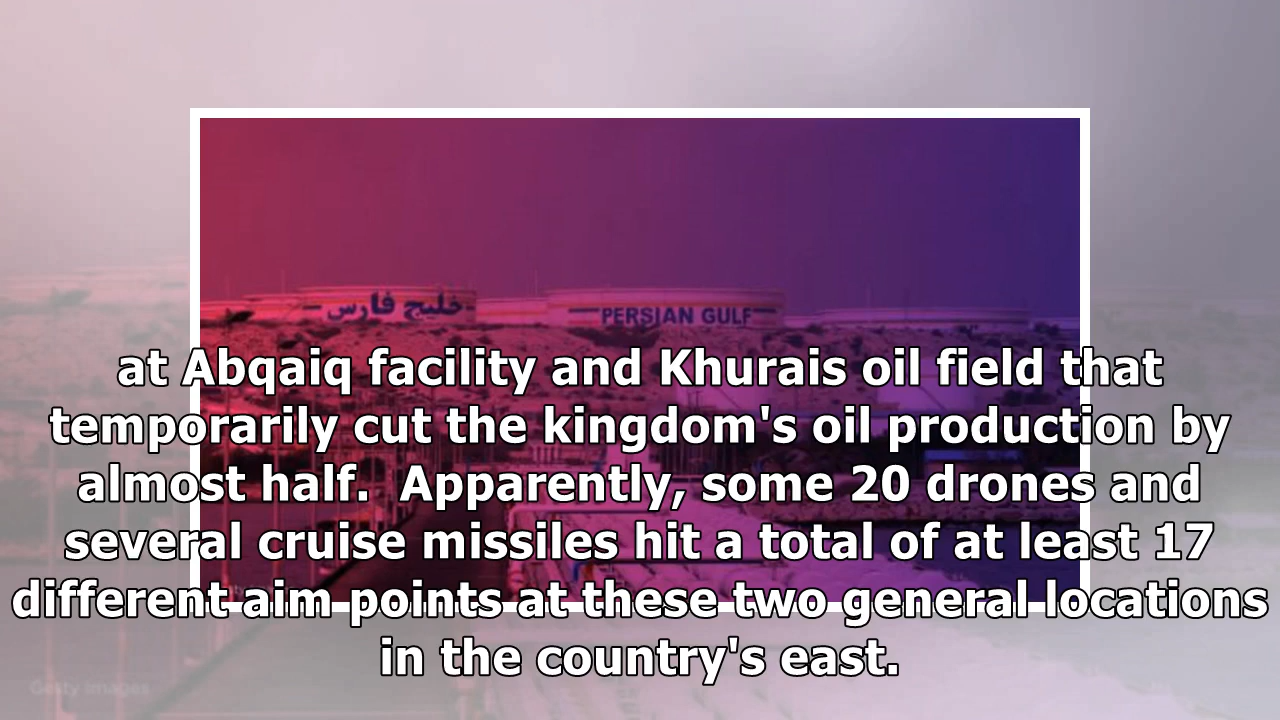 خلیج فارس
PERSIAN GULF
at Abqaiq facility and Khurais oil field that
temporarily cut the kingdom's oil production by
almost half.  Apparently, some 20 drones and
several cruise missiles hit a total of at least 17
different aim points at these two general locations
in the country's east.
Getty Images